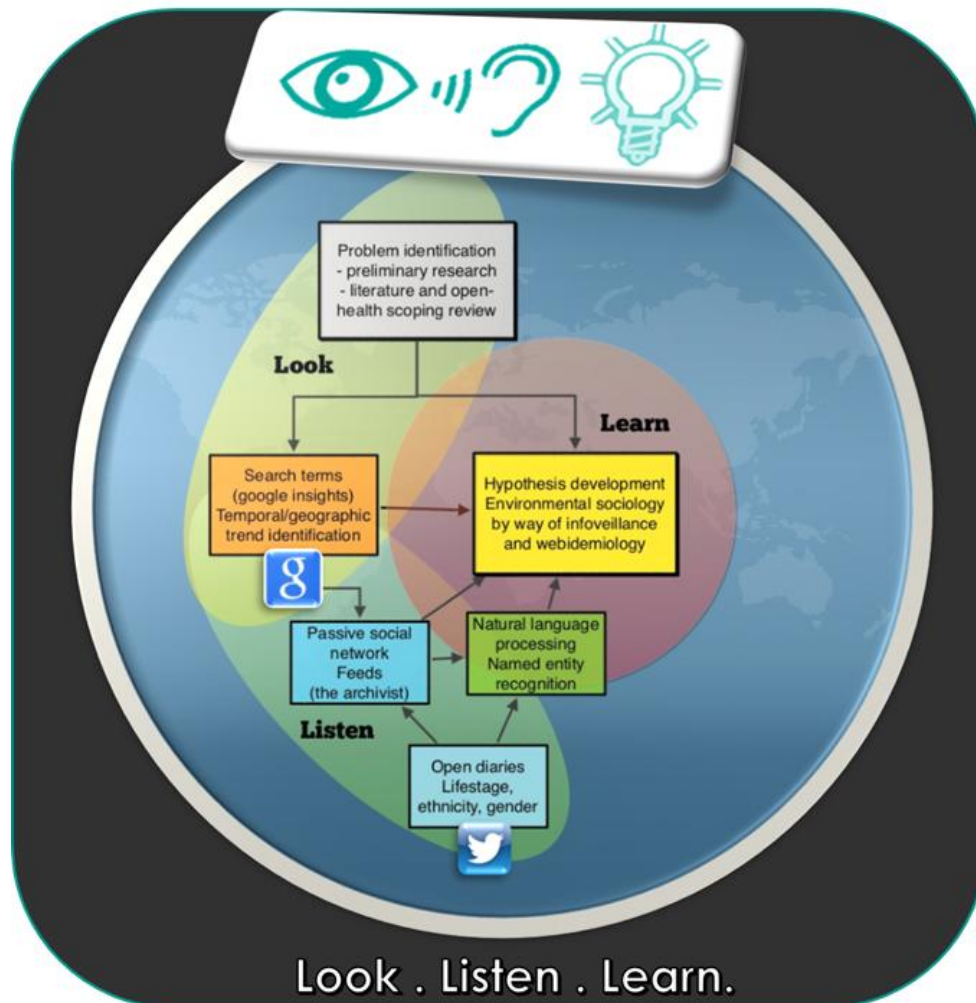 Problem identification
- preliminary research
- literature and open-
health scoping review
Look
Learn
Search terms
(google insights)
Temporal/geographic
trend identification
Hypothesis development
Environmental sociology
by way of infoveillance
and webidemiology
g
Passive social
network
Feeds
(the archivist)
Natural language
processing
Named entity
recognition
Listen
Open diaries
Lifestage,
ethnicity, gender
Look . Listen . Learn.